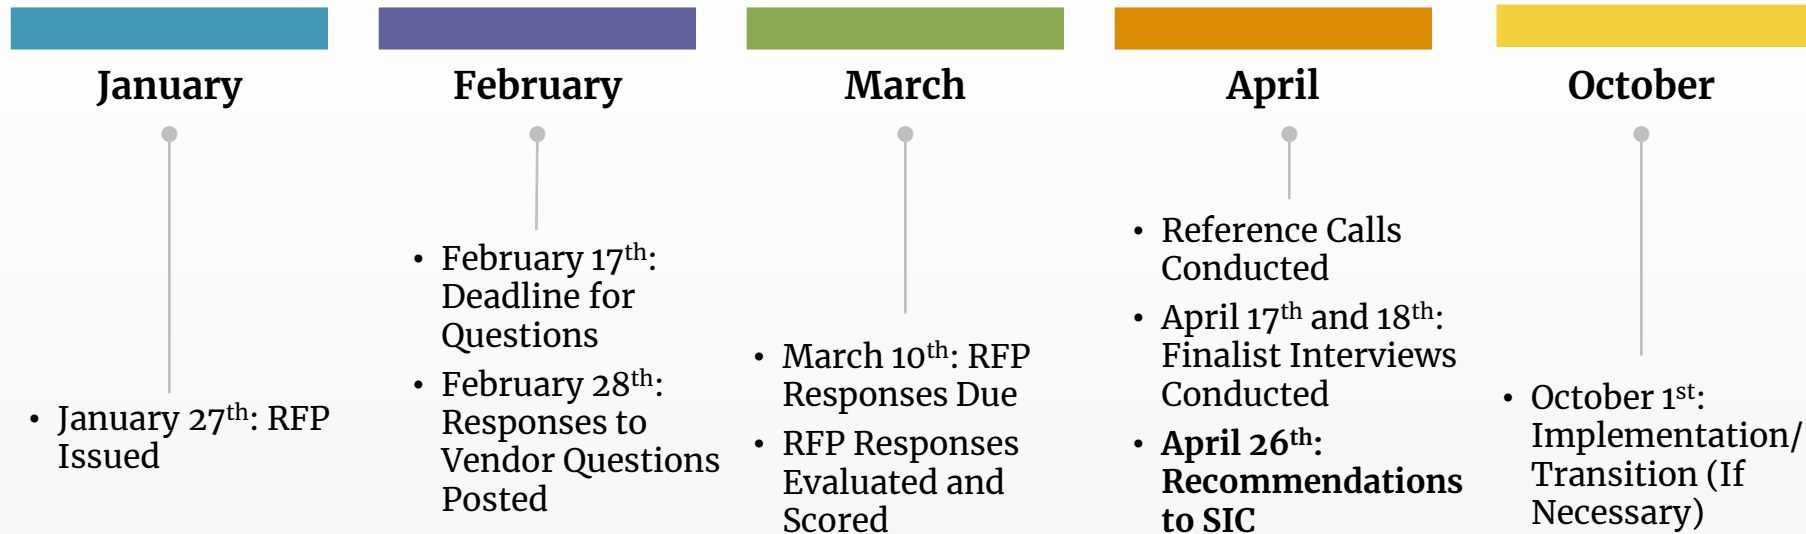 January
• January 27th: RFP
Issued
February
• February 17th:
Deadline for
Questions
• February 28th:
Responses to
Vendor Questions
Posted
March
• March 10th: RFP
Responses Due
• RFP Responses
Evaluated and
Scored
April
• Reference Calls
Conducted
• April 17th and 18th:
Finalist Interviews
Conducted
• April 26th:
Recommendations
to SIC
October
• October 1st:
Implementation/
Transition (If
Necessary)